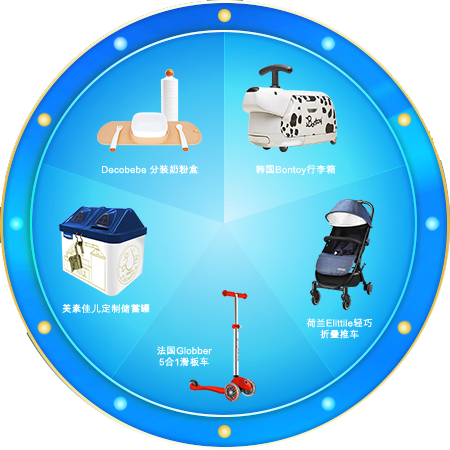 Decobebe 分装奶粉盒
韩国Bontoy行李箱
Bontoy
美素佳儿定制储蓄罐
荷兰Elittile轻巧
折叠推车
法国Globber
5合1滑板车